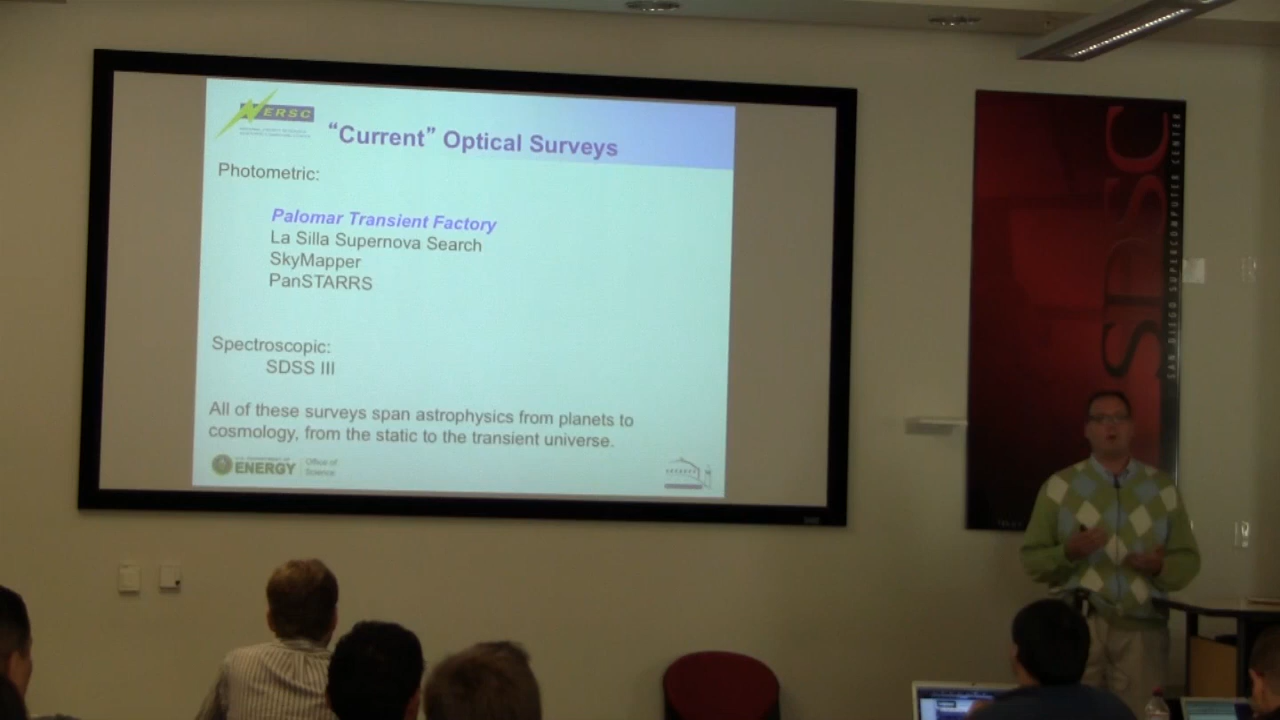 NERSC
"Current" Optical Surveys
Photometric:
Palomar Transient Factory
La Silla Supernova Search
SkyMapper
PanSTARRS
Spectroscopic:
SDSS III
All of these surveys span astrophysics from planets to
cosmology, from the static to the transient universe.
U.S. DEPARTMENT OF
ENERGY
Office of
Science
SDSC
SAN DIEGO SUPERCOMPUTER CENTER